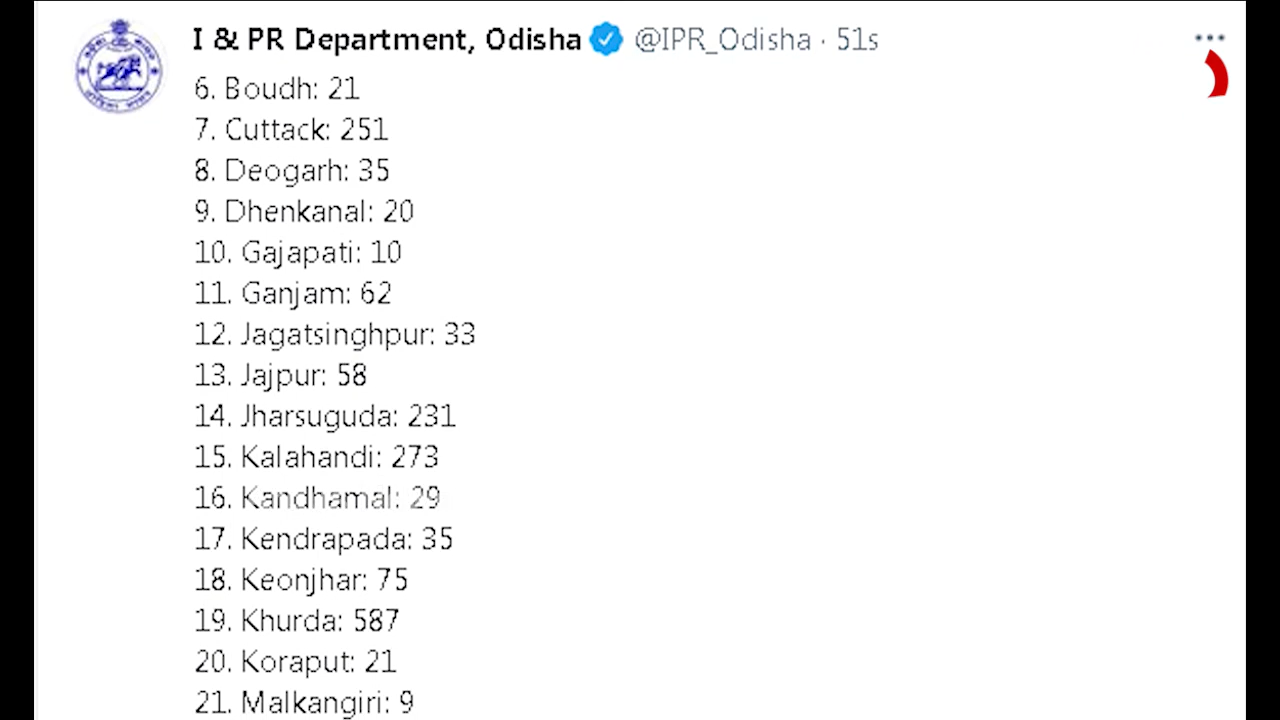 I & PR Department, Odisha @IPR_Odisha · 51s
6. Boudh: 21
7. Cuttack: 251
8. Deogarh: 35
9. Dhenkanal: 20
10. Gajapati: 10
11. Ganjam: 62
12. Jagatsinghpur: 33
13. Jajpur: 58
14. Jharsuguda: 231
15. Kalahandi: 273
16. Kandhamal: 29
17. Kendrapada: 35
18. Keonjhar: 75
19. Khurda: 587
20. Koraput: 21
21. Malkangiri: 9